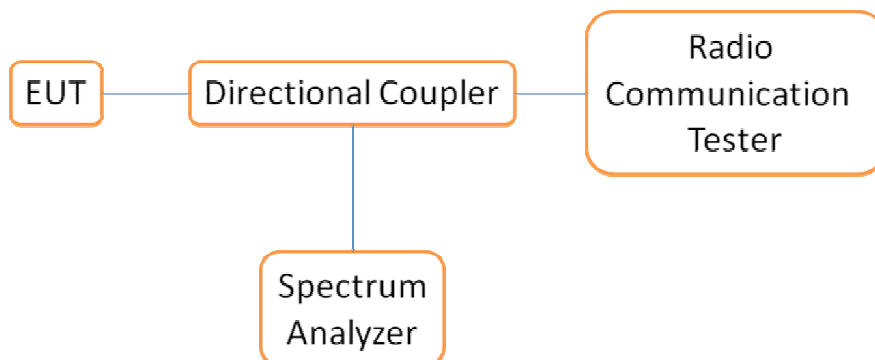 EUT
Directional Coupler
Radio
Communication
Tester
Spectrum
Analyzer